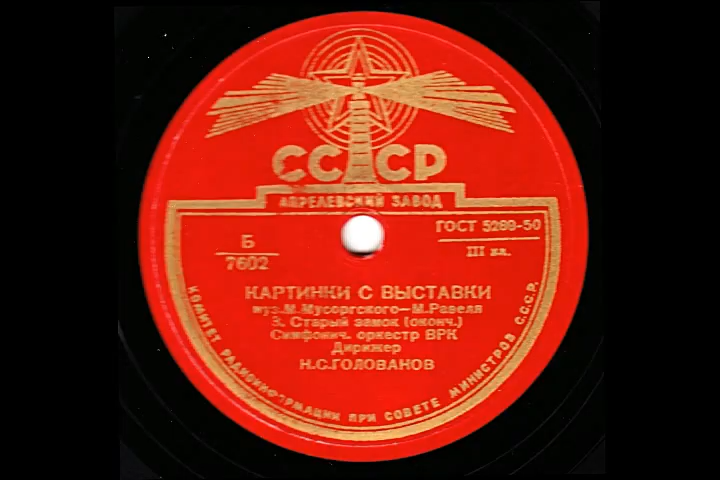 СССР
АПРЕЛЕВСКИЙ ЗАВОД
Б
7602
ГОСТ 5289-50
III кл.
КАРТИНКИ С ВЫСТАВКИ
муз. М. Мусоргского—М. Равеля
3. Старый замок (оконч.)
Симфонич. оркестр ВРК
Дирижер
Н.С.ГОЛОВАНОВ
КОМИТЕТ РАДИОИНФОРМАЦИИ ПРИ СОВЕТЕ МИНИСТРОВ С.С.С.Р.